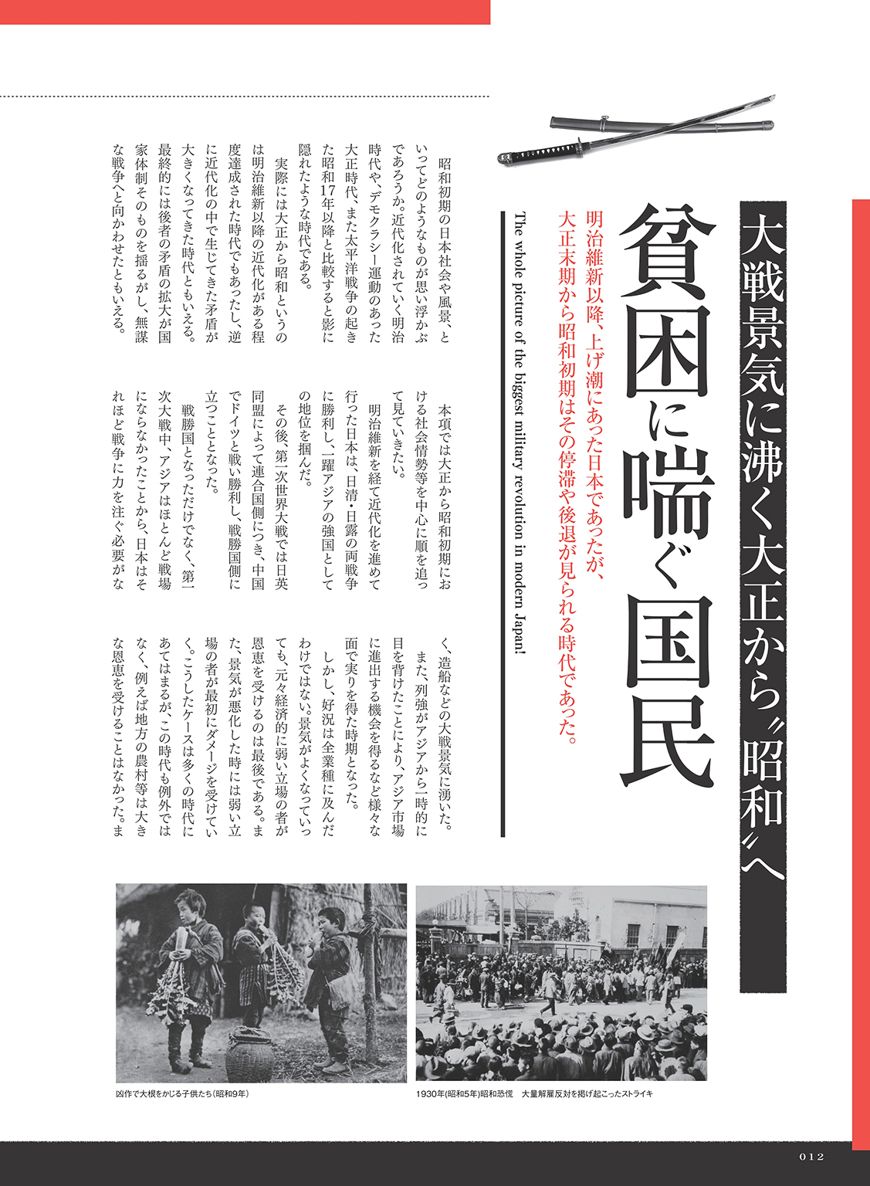 大戦景気に沸く大正から〝昭和〟へ
貧困に喘ぐ国民
明治維新以降、上げ潮にあった日本であったが、
大正末期から昭和初期はその停滞や後退が見られる時代であった。
The whole picture of the biggest military revolution in modern Japan!
昭和初期の日本社会や風景、と
いってどのようなものが思い浮かぶ
であろうか。近代化されていく明治
時代や、デモクラシー運動のあった
大正時代、また太平洋戦争の起き
た昭和17年以降と比較すると影に
隠れたような時代である。
実際には大正から昭和というの
は明治維新以降の近代化がある程
度達成された時代でもあったし、逆
に近代化の中で生じてきた矛盾が
大きくなってきた時代ともいえる。
最終的には後者の矛盾の拡大が国
家体制そのものを揺るがし、無謀
な戦争へと向かわせたともいえる。
本項では大正から昭和初期にお
ける社会情勢等を中心に順を追っ
て見ていきたい。
明治維新を経て近代化を進めて
行った日本は、日清・日露の両戦争
に勝利し、一躍アジアの強国として
の地位を掴んだ。
その後、第一次世界大戦では日英
同盟によって連合国側につき、中国
でドイツと戦い勝利し、戦勝国側に
立つこととなった。
戦勝国となっただけでなく、第一
次大戦中、アジアはほとんど戦場
にならなかったことから、日本はそ
れほど戦争に力を注ぐ必要がな
く、造船などの大戦景気に湧いた。
また、列強がアジアから一時的に
目を背けたことにより、アジア市場
に進出する機会を得るなど様々な
面で実りを得た時期となった。
しかし、好況は全業種に及んだ
わけではない。景気がよくなっていっ
ても、元々経済的に弱い立場の者が
恩恵を受けるのは最後である。ま
た、景気が悪化した時には弱い立
場の者が最初にダメージを受けてい
く。こうしたケースは多くの時代に
あてはまるが、この時代も例外では
なく、例えば地方の農村等は大き
な恩恵を受けることはなかった。ま
1930年(昭和5年)昭和恐慌　大量解雇反対を掲げ起こったストライキ
凶作で大根をかじる子供たち(昭和9年)
012